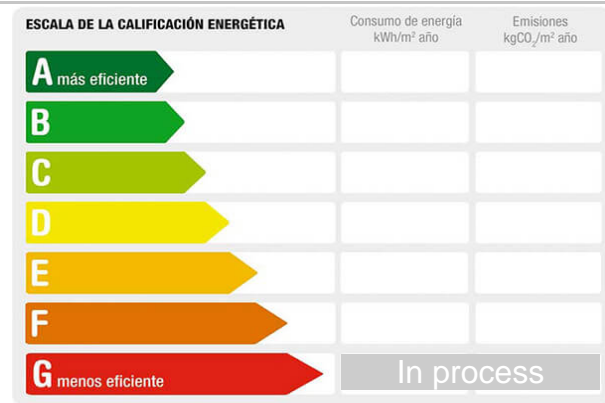 ESCALA DE LA CALIFICACIÓN ENERGÉTICA
Consumo de energía
kWh/m² año
Emisiones
kgCO₂/m² año
A más eficiente
B
C
D
E
F
G menos eficiente
In process